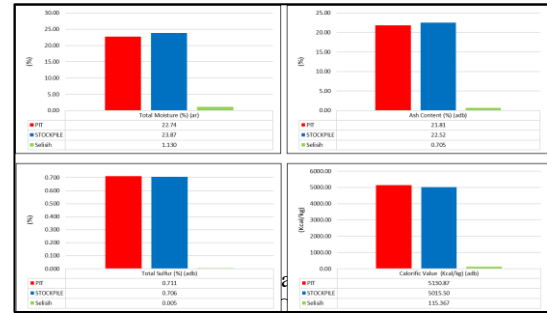 30.00
25.00
20.00
15.00
10.00
5.00
0.00
(%)
Total Moisture (%) (ar)
PIT 22.74
STOCKPILE 23.87
Selisih 1.130
25.00
20.00
15.00
10.00
5.00
0.00
(%)
Ash Content (%) (adb)
PIT 21.81
STOCKPILE 22.52
Selisih 0.705
0.700
0.600
0.500
0.400
0.300
0.200
0.100
0.000
(%)
Total Sulfur (%) (adb)
PIT 0.711
STOCKPILE 0.706
Selisih 0.005
6000.00
5000.00
4000.00
3000.00
2000.00
1000.00
0.00
(Kcal/kg)
Calorific Value (Kcal/kg) (adb)
PIT 5130.87
STOCKPILE 5015.50
Selisih 115.367